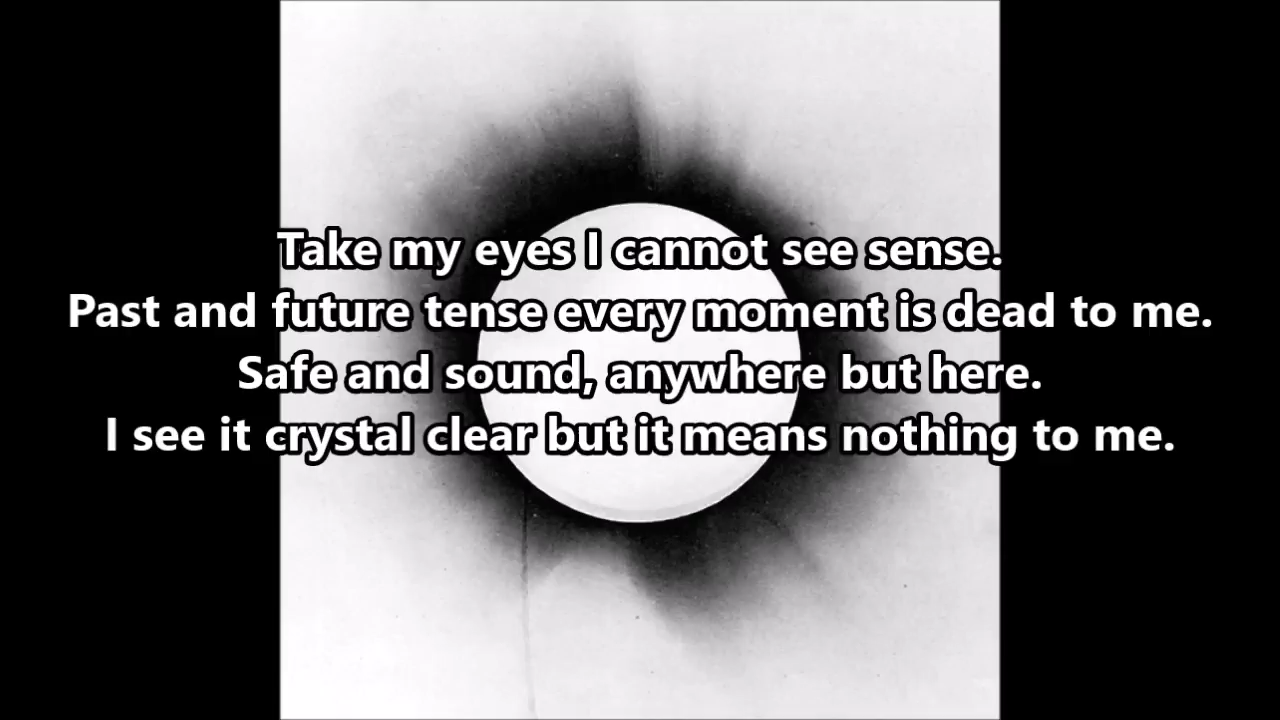 Take my eyes I cannot see sense.
Past and future tense every moment is dead to me.
Safe and sound, anywhere but here.
I see it crystal clear but it means nothing to me.